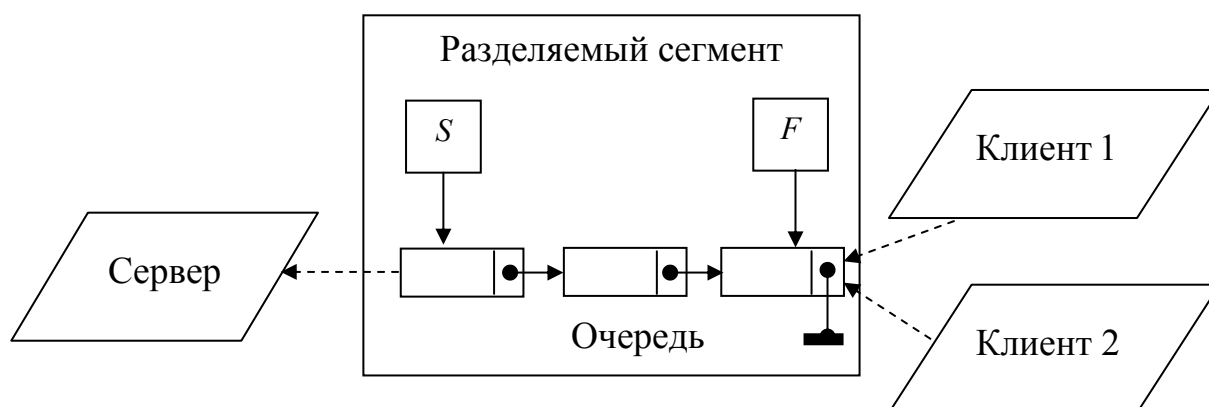 Разделяемый сегмент
S
F
Клиент 1
Сервер
Очередь
Клиент 2